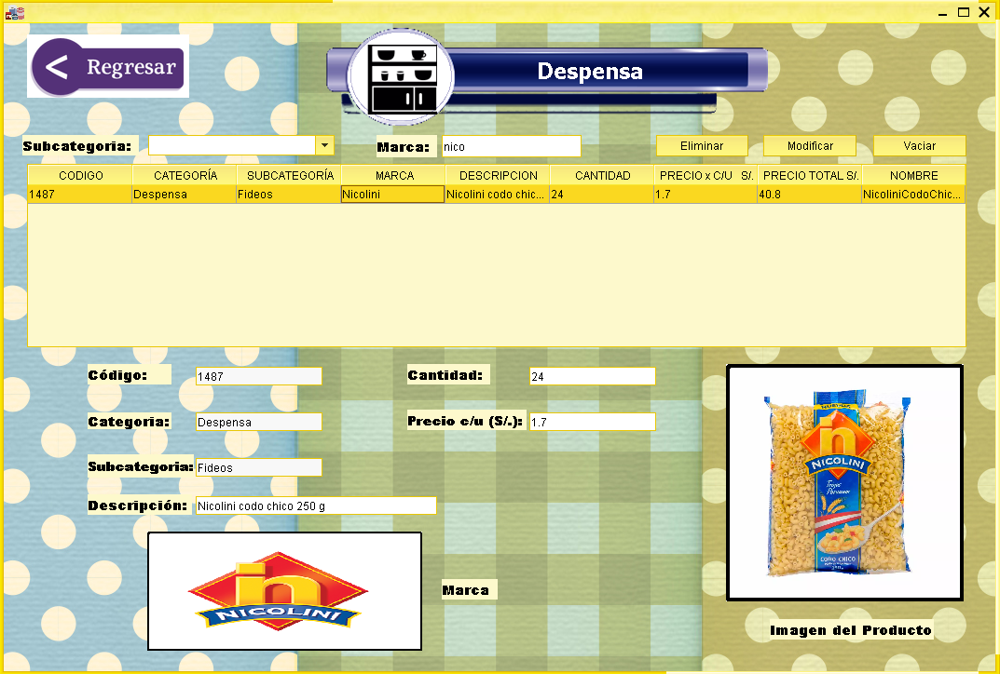 Regresar
Despensa
Subcategoria:
Marca: nico
Eliminar Modificar Vaciar
CODIGO CATEGORÍA SUBCATEGORÍA MARCA DESCRIPCION CANTIDAD PRECIO x C/U S/. PRECIO TOTAL S/. NOMBRE
1487 Despensa Fideos Nicolini Nicolini codo chic... 24 1.7 40.8 NicoliniCodoChic...
Código: 1487
Cantidad: 24
Categoria: Despensa
Precio c/u (S/.): 1.7
Subcategoria: Fideos
Descripción: Nicolini codo chico 250 g
n
NICOLINI
Marca
n
NICOLINI
Trigo
Peruano
CODO CHICO
Imagen del Producto